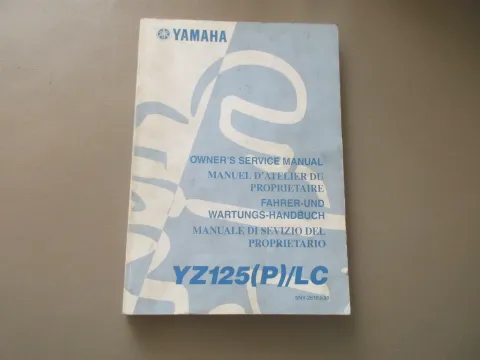 YAMAHA
OWNER'S SERVICE MANUAL
MANUEL D'ATELIER DU
PROPRIETAIRE
FAHRER-UND
WARTUNGS-HANDBUCH
MANUALE DI SEVIZIO DEL
PROPRIETARIO
YZ125(P)/LC